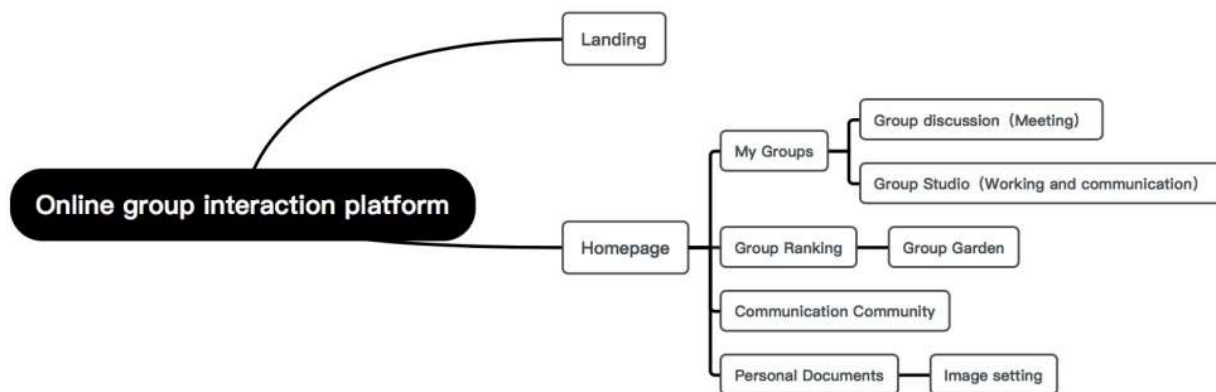 Landing
Online group interaction platform
Homepage
My Groups
Group discussion（Meeting）
Group Studio（Working and communication）
Group Ranking
Group Garden
Communication Community
Personal Documents
Image setting